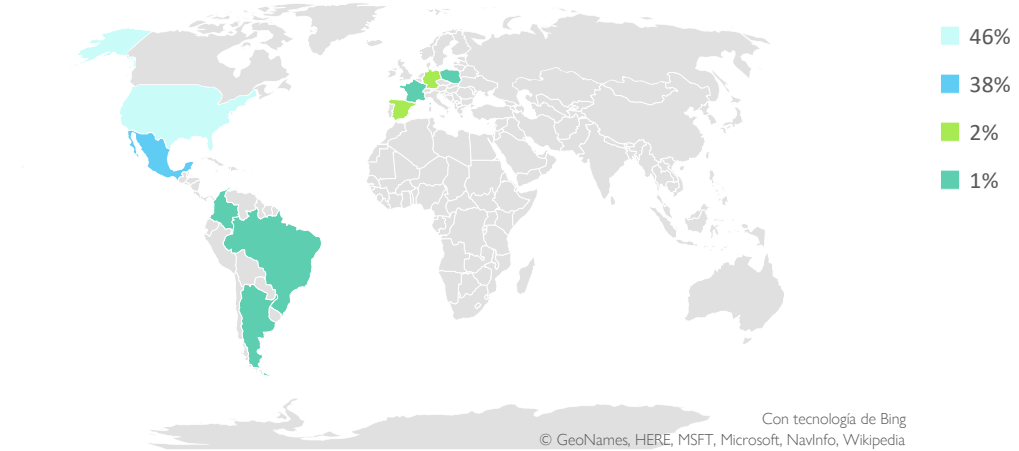 46%
38%
2%
1%
Con tecnología de Bing
© GeoNames, HERE, MSFT, Microsoft, NavInfo, Wikipedia